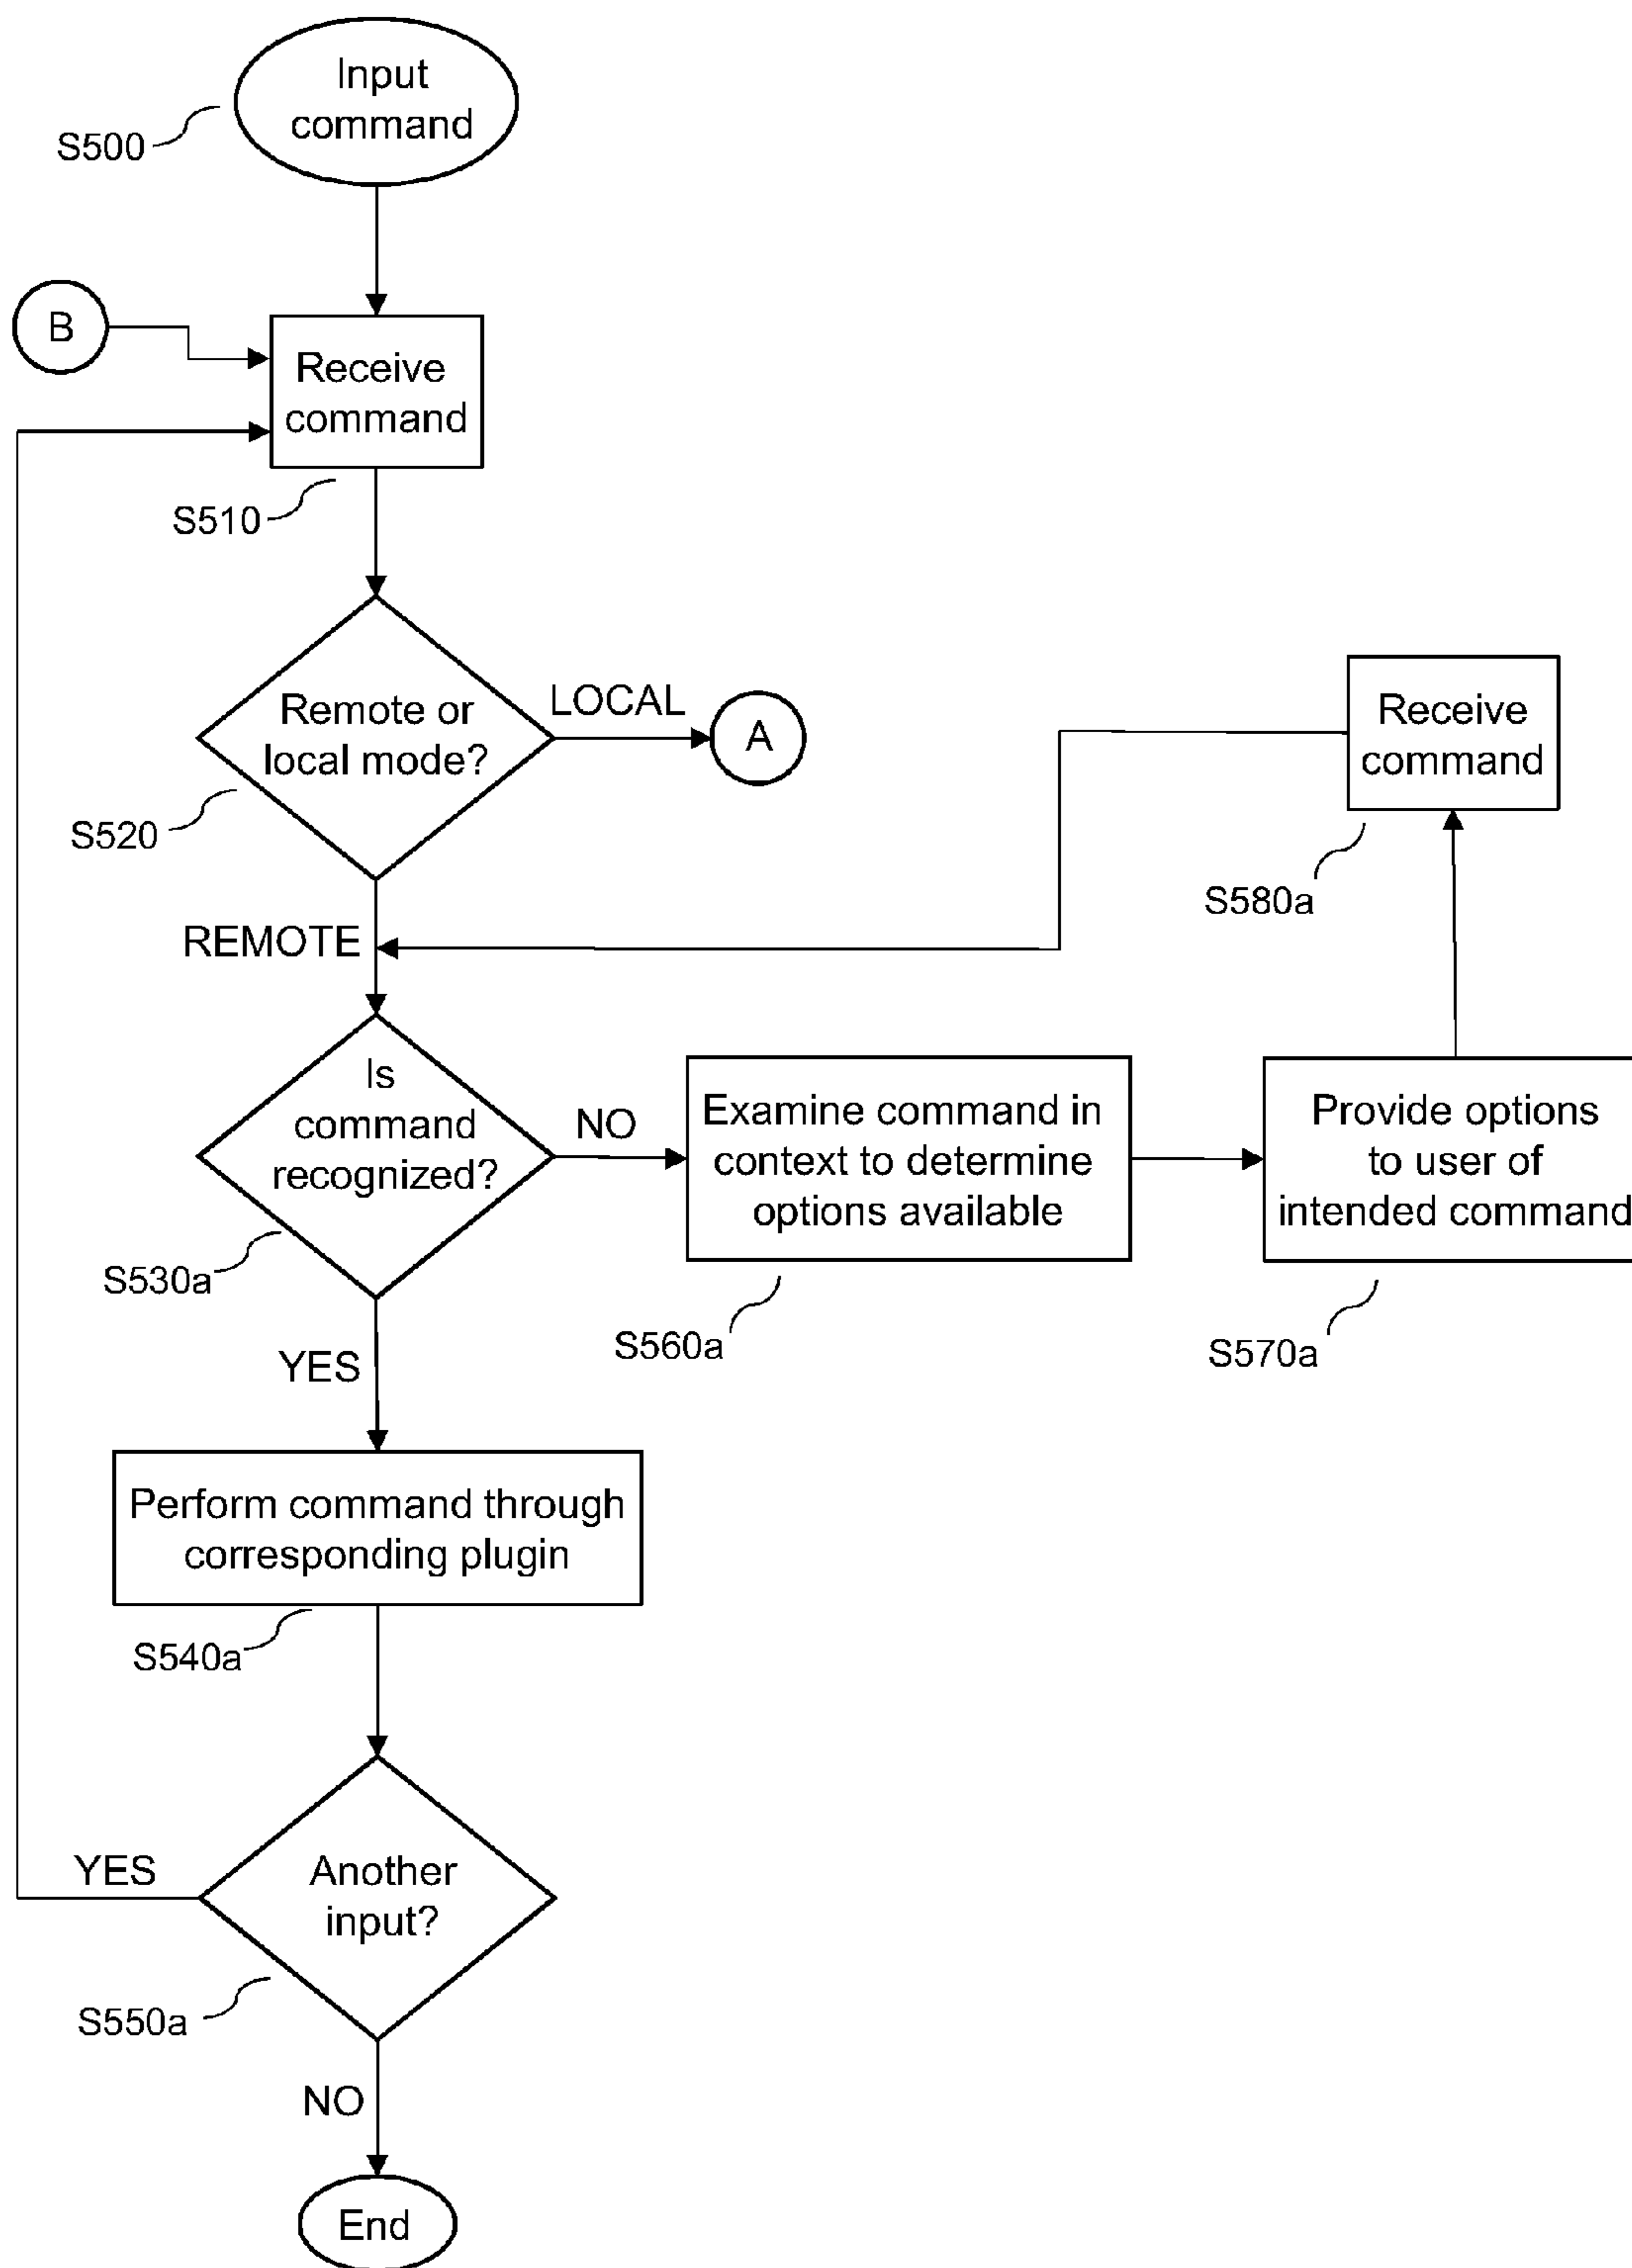 Input
command
S500
B
Receive
command
S510
Remote or
local mode?
LOCAL
A
S520
Receive
command
S580a
REMOTE
Is
command
recognized?
NO
Examine command in
context to determine
options available
Provide options
to user of
intended command
S530a
S560a
S570a
YES
Perform command through
corresponding plugin
S540a
YES
Another
input?
S550a
NO
End